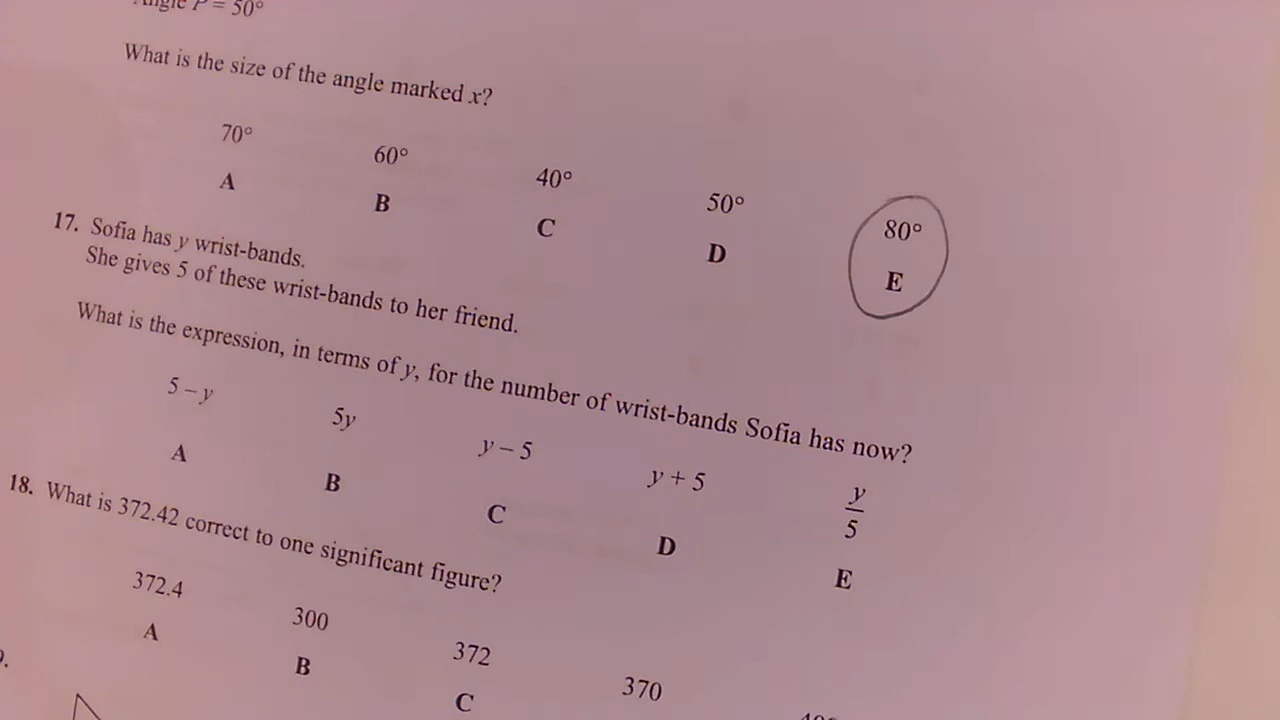 Angle P = 50°
What is the size of the angle marked x?
70° 60° 40° 50° 80°
A B C D E
17. Sofia has y wrist-bands.
She gives 5 of these wrist-bands to her friend.
What is the expression, in terms of y, for the number of wrist-bands Sofia has now?
5 – y 5y y – 5 y + 5 y/5
A B C D E
18. What is 372.42 correct to one significant figure?
372.4 300 372 370
A B C